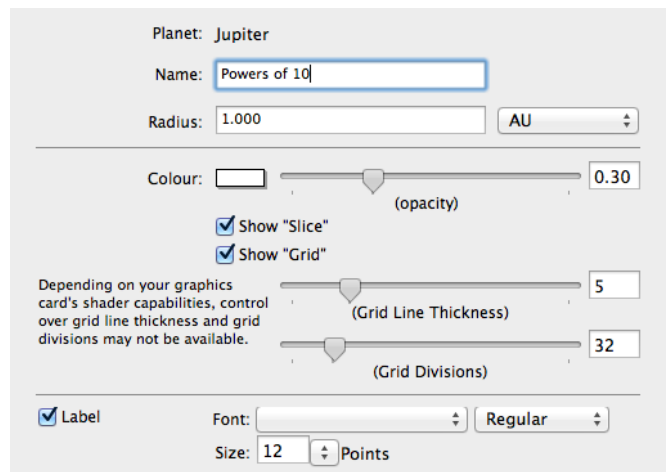 Planet: Jupiter
Name: Powers of 10
Radius: 1.000 AU
Colour: 0.30
(opacity)
Show "Slice"
Show "Grid"
Depending on your graphics
card's shader capabilities, control
over grid line thickness and grid
divisions may not be available.
5
(Grid Line Thickness)
32
(Grid Divisions)
Label Font: Regular
Size: 12 Points